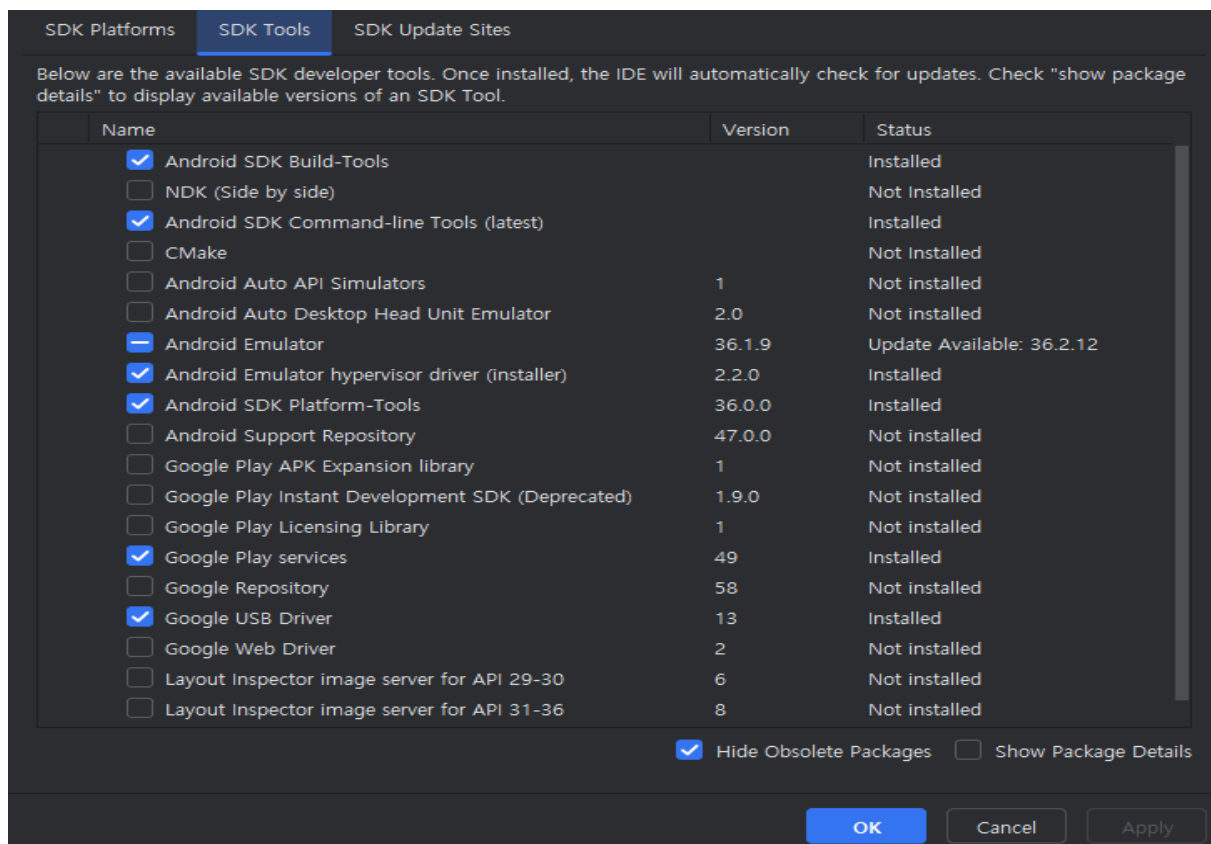 SDK Platforms SDK Tools SDK Update Sites
Below are the available SDK developer tools. Once installed, the IDE will automatically check for updates. Check "show package
details" to display available versions of an SDK Tool.
Name Version Status
Android SDK Build-Tools Installed
NDK (Side by side) Not Installed
Android SDK Command-line Tools (latest) Installed
CMake Not Installed
Android Auto API Simulators 1 Not installed
Android Auto Desktop Head Unit Emulator 2.0 Not installed
Android Emulator 36.1.9 Update Available: 36.2.12
Android Emulator hypervisor driver (installer) 2.2.0 Installed
Android SDK Platform-Tools 36.0.0 Installed
Android Support Repository 47.0.0 Not installed
Google Play APK Expansion library 1 Not installed
Google Play Instant Development SDK (Deprecated) 1.9.0 Not installed
Google Play Licensing Library 1 Not installed
Google Play services 49 Installed
Google Repository 58 Not installed
Google USB Driver 13 Installed
Google Web Driver 2 Not installed
Layout Inspector image server for API 29-30 6 Not installed
Layout Inspector image server for API 31-36 8 Not installed
Hide Obsolete Packages Show Package Details
OK Cancel Apply